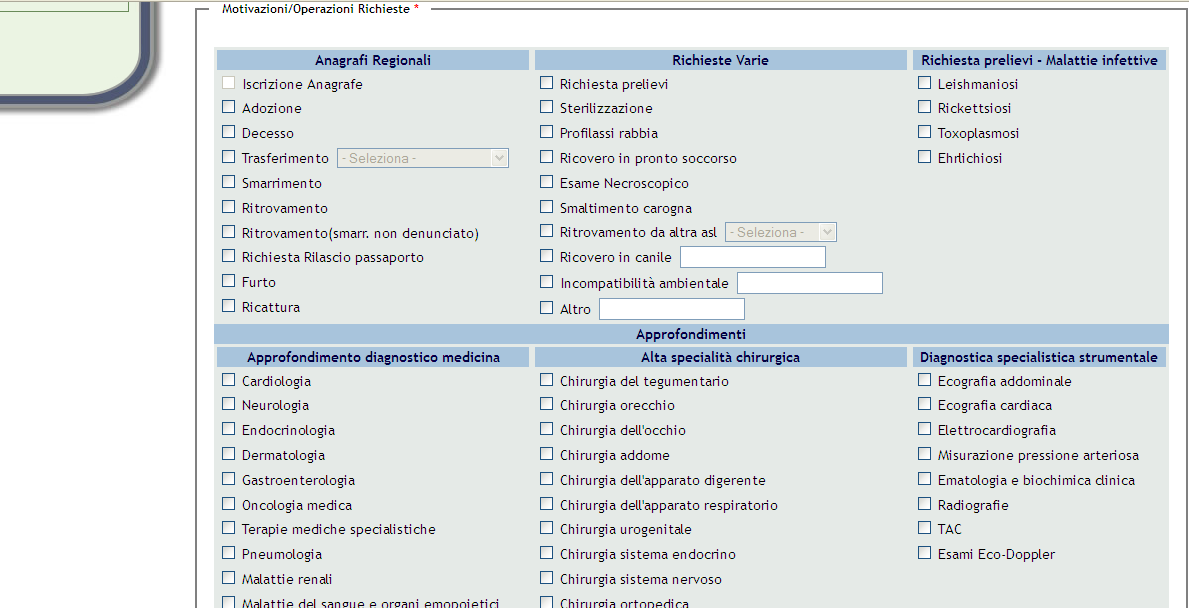 Motivazioni/Operazioni Richieste *
Anagrafi Regionali
Iscrizione Anagrafe
Adozione
Decesso
Trasferimento - Seleziona -
Smarrimento
Ritrovamento
Ritrovamento(smarr. non denunciato)
Richiesta Rilascio passaporto
Furto
Ricattura
Richieste Varie
Richiesta prelievi
Sterilizzazione
Profilassi rabbia
Ricovero in pronto soccorso
Esame Necroscopico
Smaltimento carogna
Ritrovamento da altra asl - Seleziona -
Ricovero in canile
Incompatibilità ambientale
Altro
Richiesta prelievi - Malattie infettive
Leishmaniosi
Rickettsiosi
Toxoplasmosi
Ehrlichiosi
Approfondimenti
Approfondimento diagnostico medicina
Cardiologia
Neurologia
Endocrinologia
Dermatologia
Gastroenterologia
Oncologia medica
Terapie mediche specialistiche
Pneumologia
Malattie renali
Malattie del sangue e organi emopoietici
Alta specialità chirurgica
Chirurgia del tegumentario
Chirurgia orecchio
Chirurgia dell'occhio
Chirurgia addome
Chirurgia dell'apparato digerente
Chirurgia dell'apparato respiratorio
Chirurgia urogenitale
Chirurgia sistema endocrino
Chirurgia sistema nervoso
Chirurgia ortopedica
Diagnostica specialistica strumentale
Ecografia addominale
Ecografia cardiaca
Elettrocardiografia
Misurazione pressione arteriosa
Ematologia e biochimica clinica
Radiografie
TAC
Esami Eco-Doppler